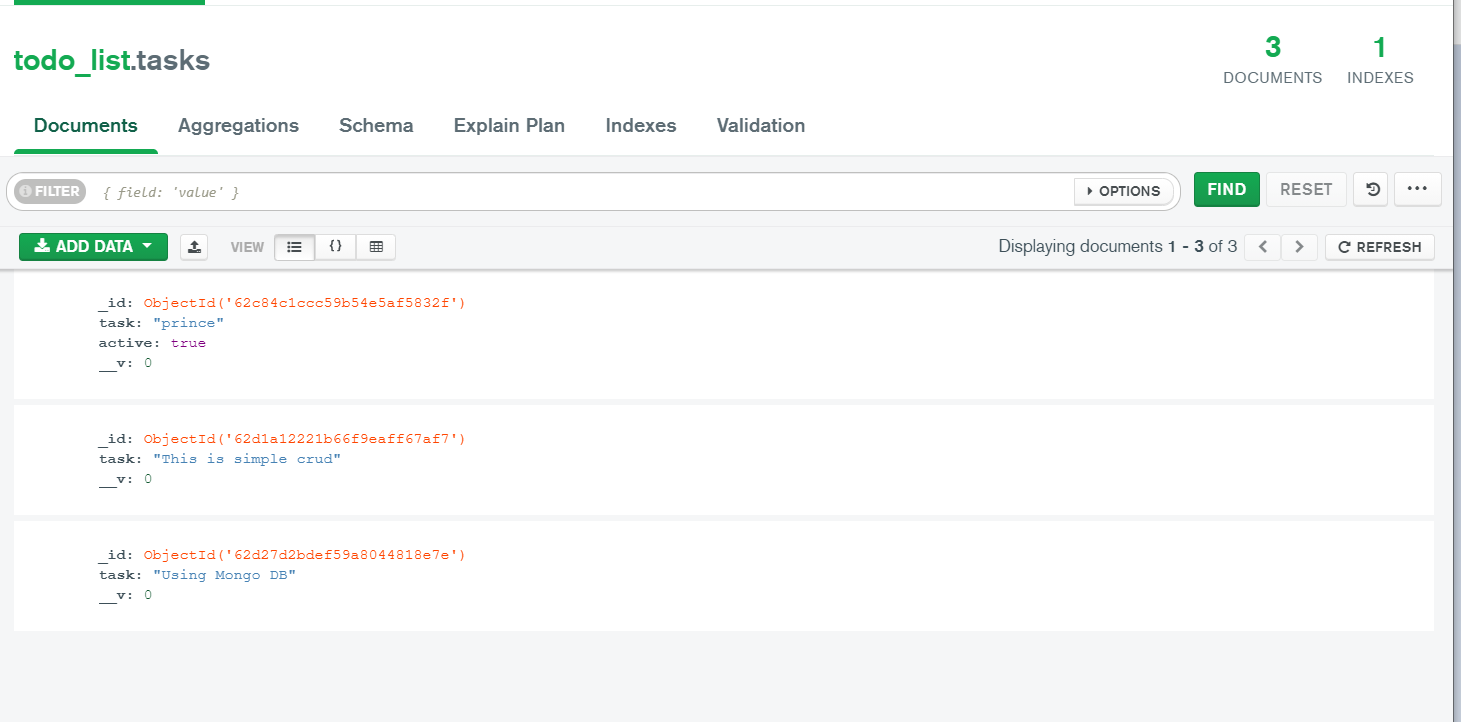 todo_list.tasks
3
DOCUMENTS
1
INDEXES
Documents Aggregations Schema Explain Plan Indexes Validation
FILTER { field: 'value' } OPTIONS FIND RESET
ADD DATA VIEW {} Displaying documents 1 - 3 of 3 REFRESH
_id: ObjectId('62c84c1ccc59b54e5af5832f')
task: "prince"
active: true
__v: 0
_id: ObjectId('62d1a12221b66f9eaff67af7')
task: "This is simple crud"
__v: 0
_id: ObjectId('62d27d2bdef59a8044818e7e')
task: "Using Mongo DB"
__v: 0